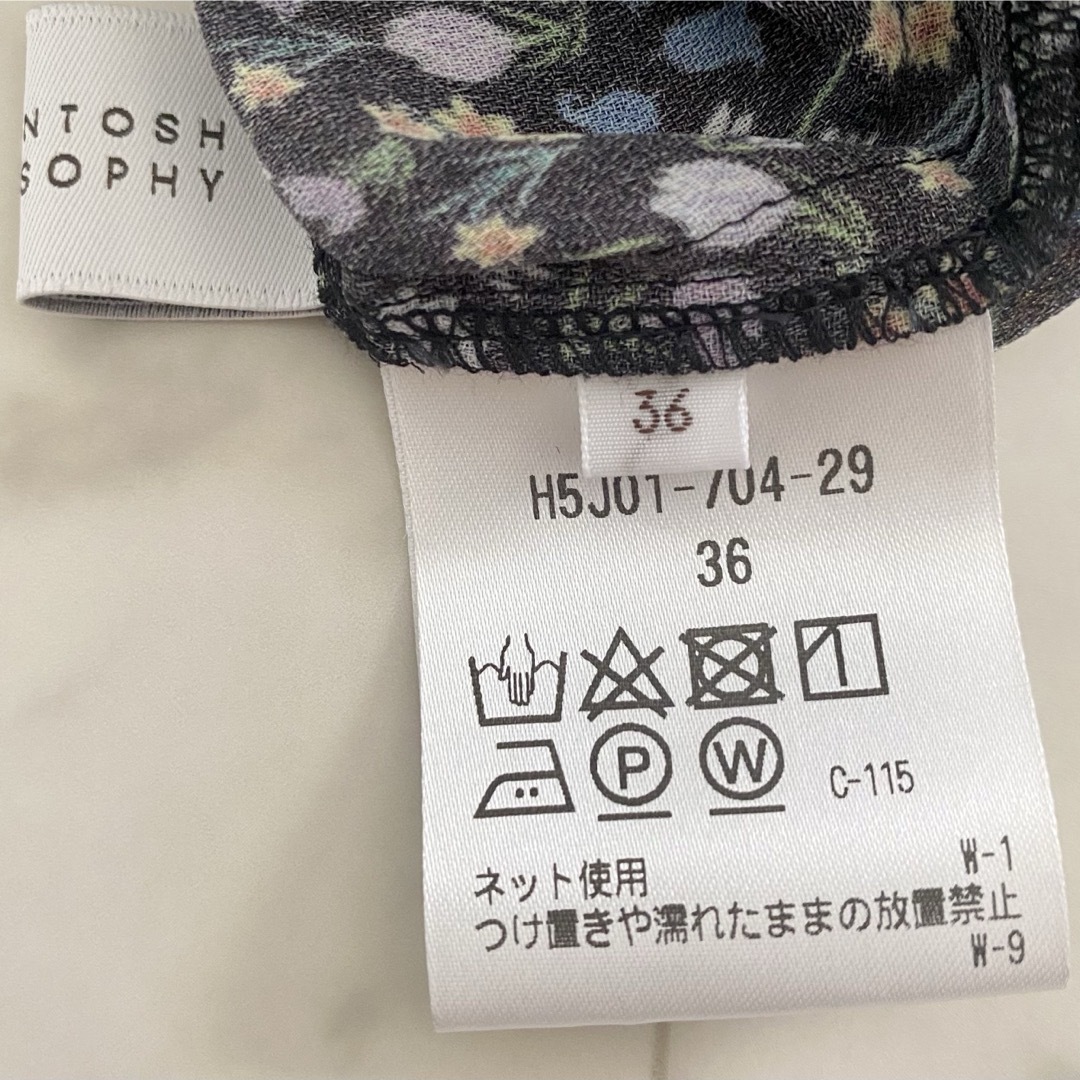 NTOSH
SOPHY
36
H5J01-704-29
36
P W C-115
ネット使用 W-1
つけ置きや濡れたままの放置禁止
W-9